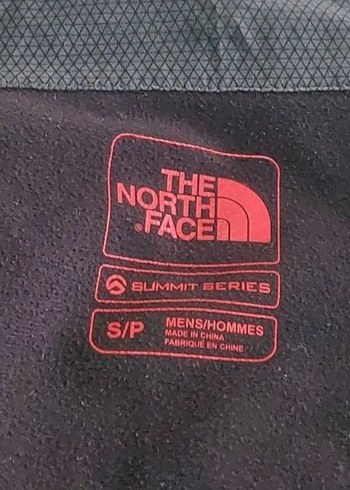 THE
NORTH
® FACE
SUMMIT SERIES
S/P
MENS/HOMMES
MADE IN CHINA
FABRIQUÉ EN CHINE